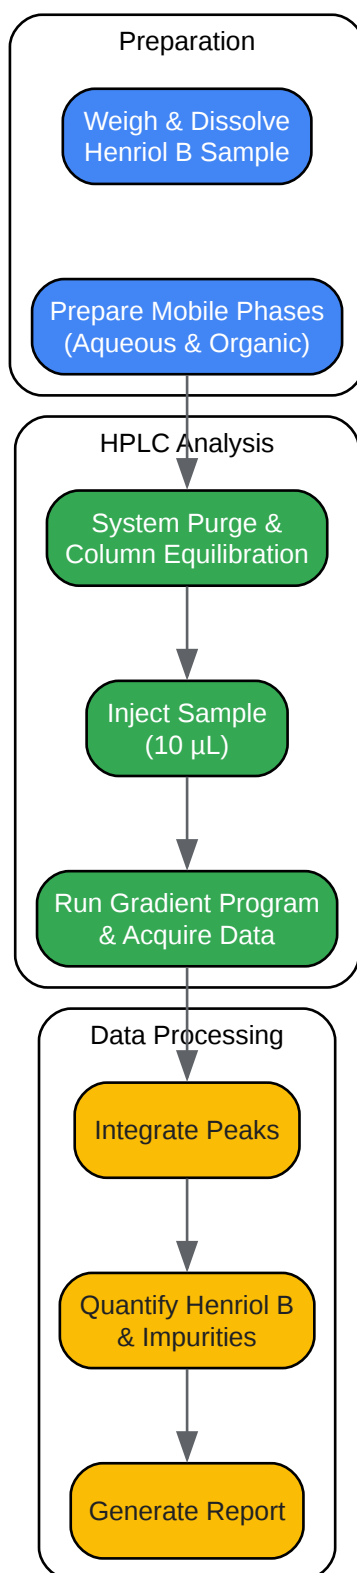 Preparation
Weigh & Dissolve
Henriol B Sample
Prepare Mobile Phases
(Aqueous & Organic)
HPLC Analysis
System Purge &
Column Equilibration
Inject Sample
(10 µL)
Run Gradient Program
& Acquire Data
Data Processing
Integrate Peaks
Quantify Henriol B
& Impurities
Generate Report